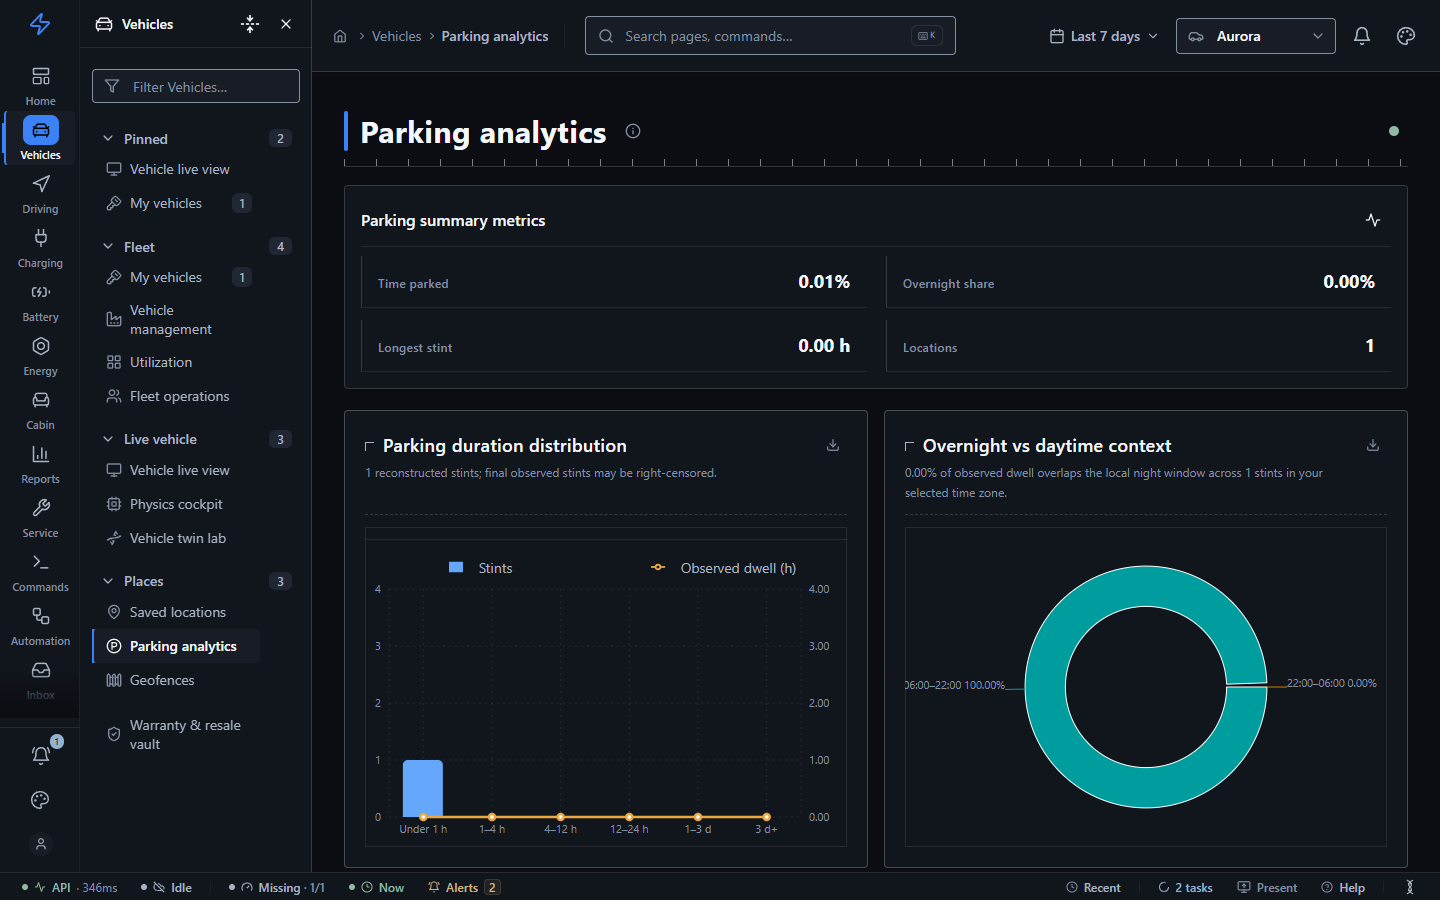 Vehicles
Home
Vehicles
Driving
Charging
Battery
Energy
Cabin
Reports
Service
Commands
Automation
Inbox
1
Filter Vehicles...
Pinned 2
Vehicle live view
My vehicles 1
Fleet 4
My vehicles 1
Vehicle
management
Utilization
Fleet operations
Live vehicle 3
Vehicle live view
Physics cockpit
Vehicle twin lab
Places 3
Saved locations
Parking analytics
Geofences
Warranty & resale
vault
Vehicles Parking analytics
Search pages, commands... K
Last 7 days
Aurora
Parking analytics
Parking summary metrics
Time parked 0.01%
Overnight share 0.00%
Longest stint 0.00 h
Locations 1
Parking duration distribution
1 reconstructed stints; final observed stints may be right-censored.
Stints Observed dwell (h)
4 4.00
3 3.00
2 2.00
1 1.00
0 0.00
Under 1 h 1–4 h 4–12 h 12–24 h 1–3 d 3 d+
Overnight vs daytime context
0.00% of observed dwell overlaps the local night window across 1 stints in your
selected time zone.
06:00–22:00 100.00%
22:00–06:00 0.00%
API · 346ms Idle Missing · 1/1 Now Alerts 2 Recent 2 tasks Present Help